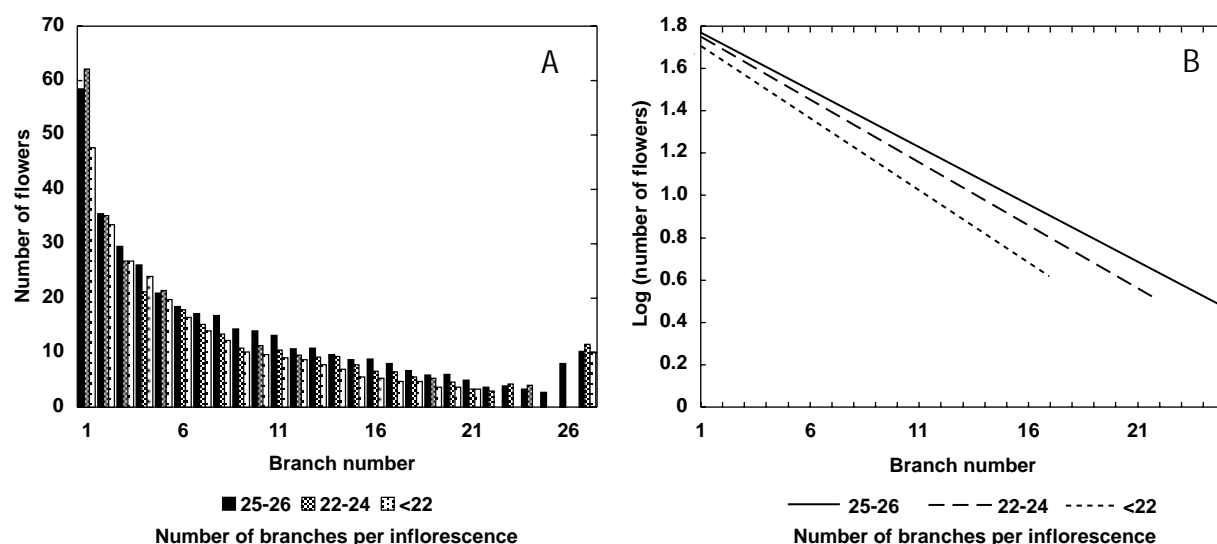 A
Number of flowers
70
60
50
40
30
20
10
0
1 6 11 16 21 26
Branch number
25-26 22-24 <22
Number of branches per inflorescence
B
Log (number of flowers)
1.8
1.6
1.4
1.2
1.0
0.8
0.6
0.4
0.2
0
1 6 11 16 21
Branch number
25-26 22-24 <22
Number of branches per inflorescence